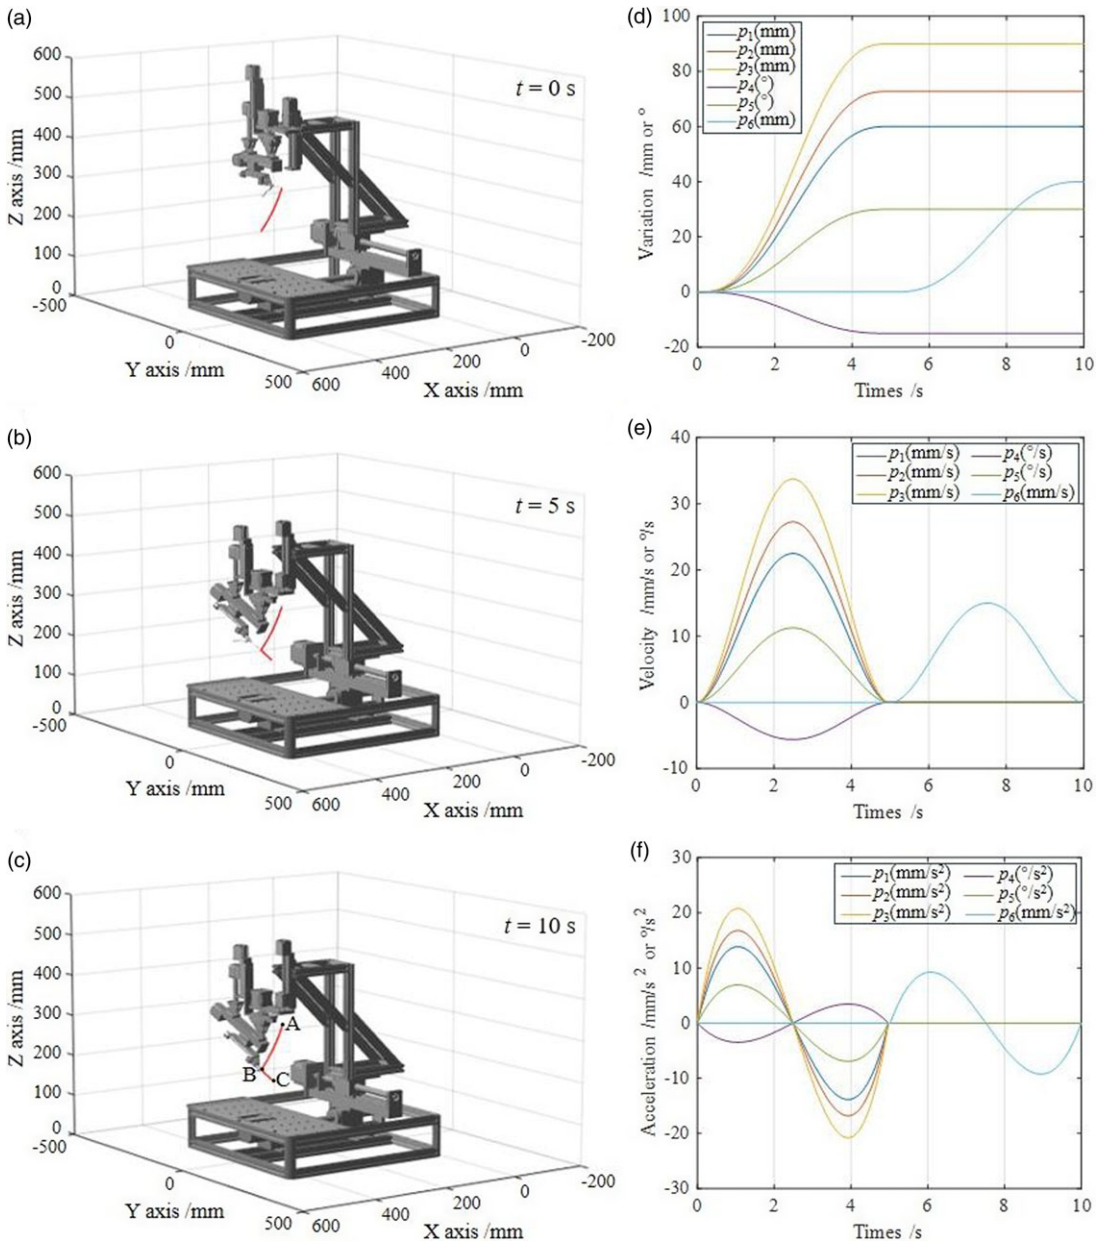 (a)
600
500
400
300
200
100
0
-500
0
500
600
400
200
0
-200
Z axis /mm
Y axis /mm
X axis /mm
t = 0 s
(d)
100
80
60
40
20
0
-20
0
2
4
6
8
10
Variation /mm or °
Times /s
p1(mm)
p2(mm)
p3(mm)
p4(°)
p5(°)
p6(mm)
(b)
600
500
400
300
200
100
0
-500
0
500
600
400
200
0
-200
Z axis /mm
Y axis /mm
X axis /mm
t = 5 s
(e)
40
30
20
10
0
-10
0
2
4
6
8
10
Velocity /mm/s or °/s
Times /s
p1(mm/s)
p2(mm/s)
p3(mm/s)
p4(°/s)
p5(°/s)
p6(mm/s)
(c)
600
500
400
300
200
100
0
-500
0
500
600
400
200
0
-200
Z axis /mm
Y axis /mm
X axis /mm
t = 10 s
A
B
C
(f)
30
20
10
0
-10
-20
-30
0
2
4
6
8
10
Acceleration /mm/s² or °/s²
Times /s
p1(mm/s²)
p2(mm/s²)
p3(mm/s²)
p4(°/s²)
p5(°/s²)
p6(mm/s²)